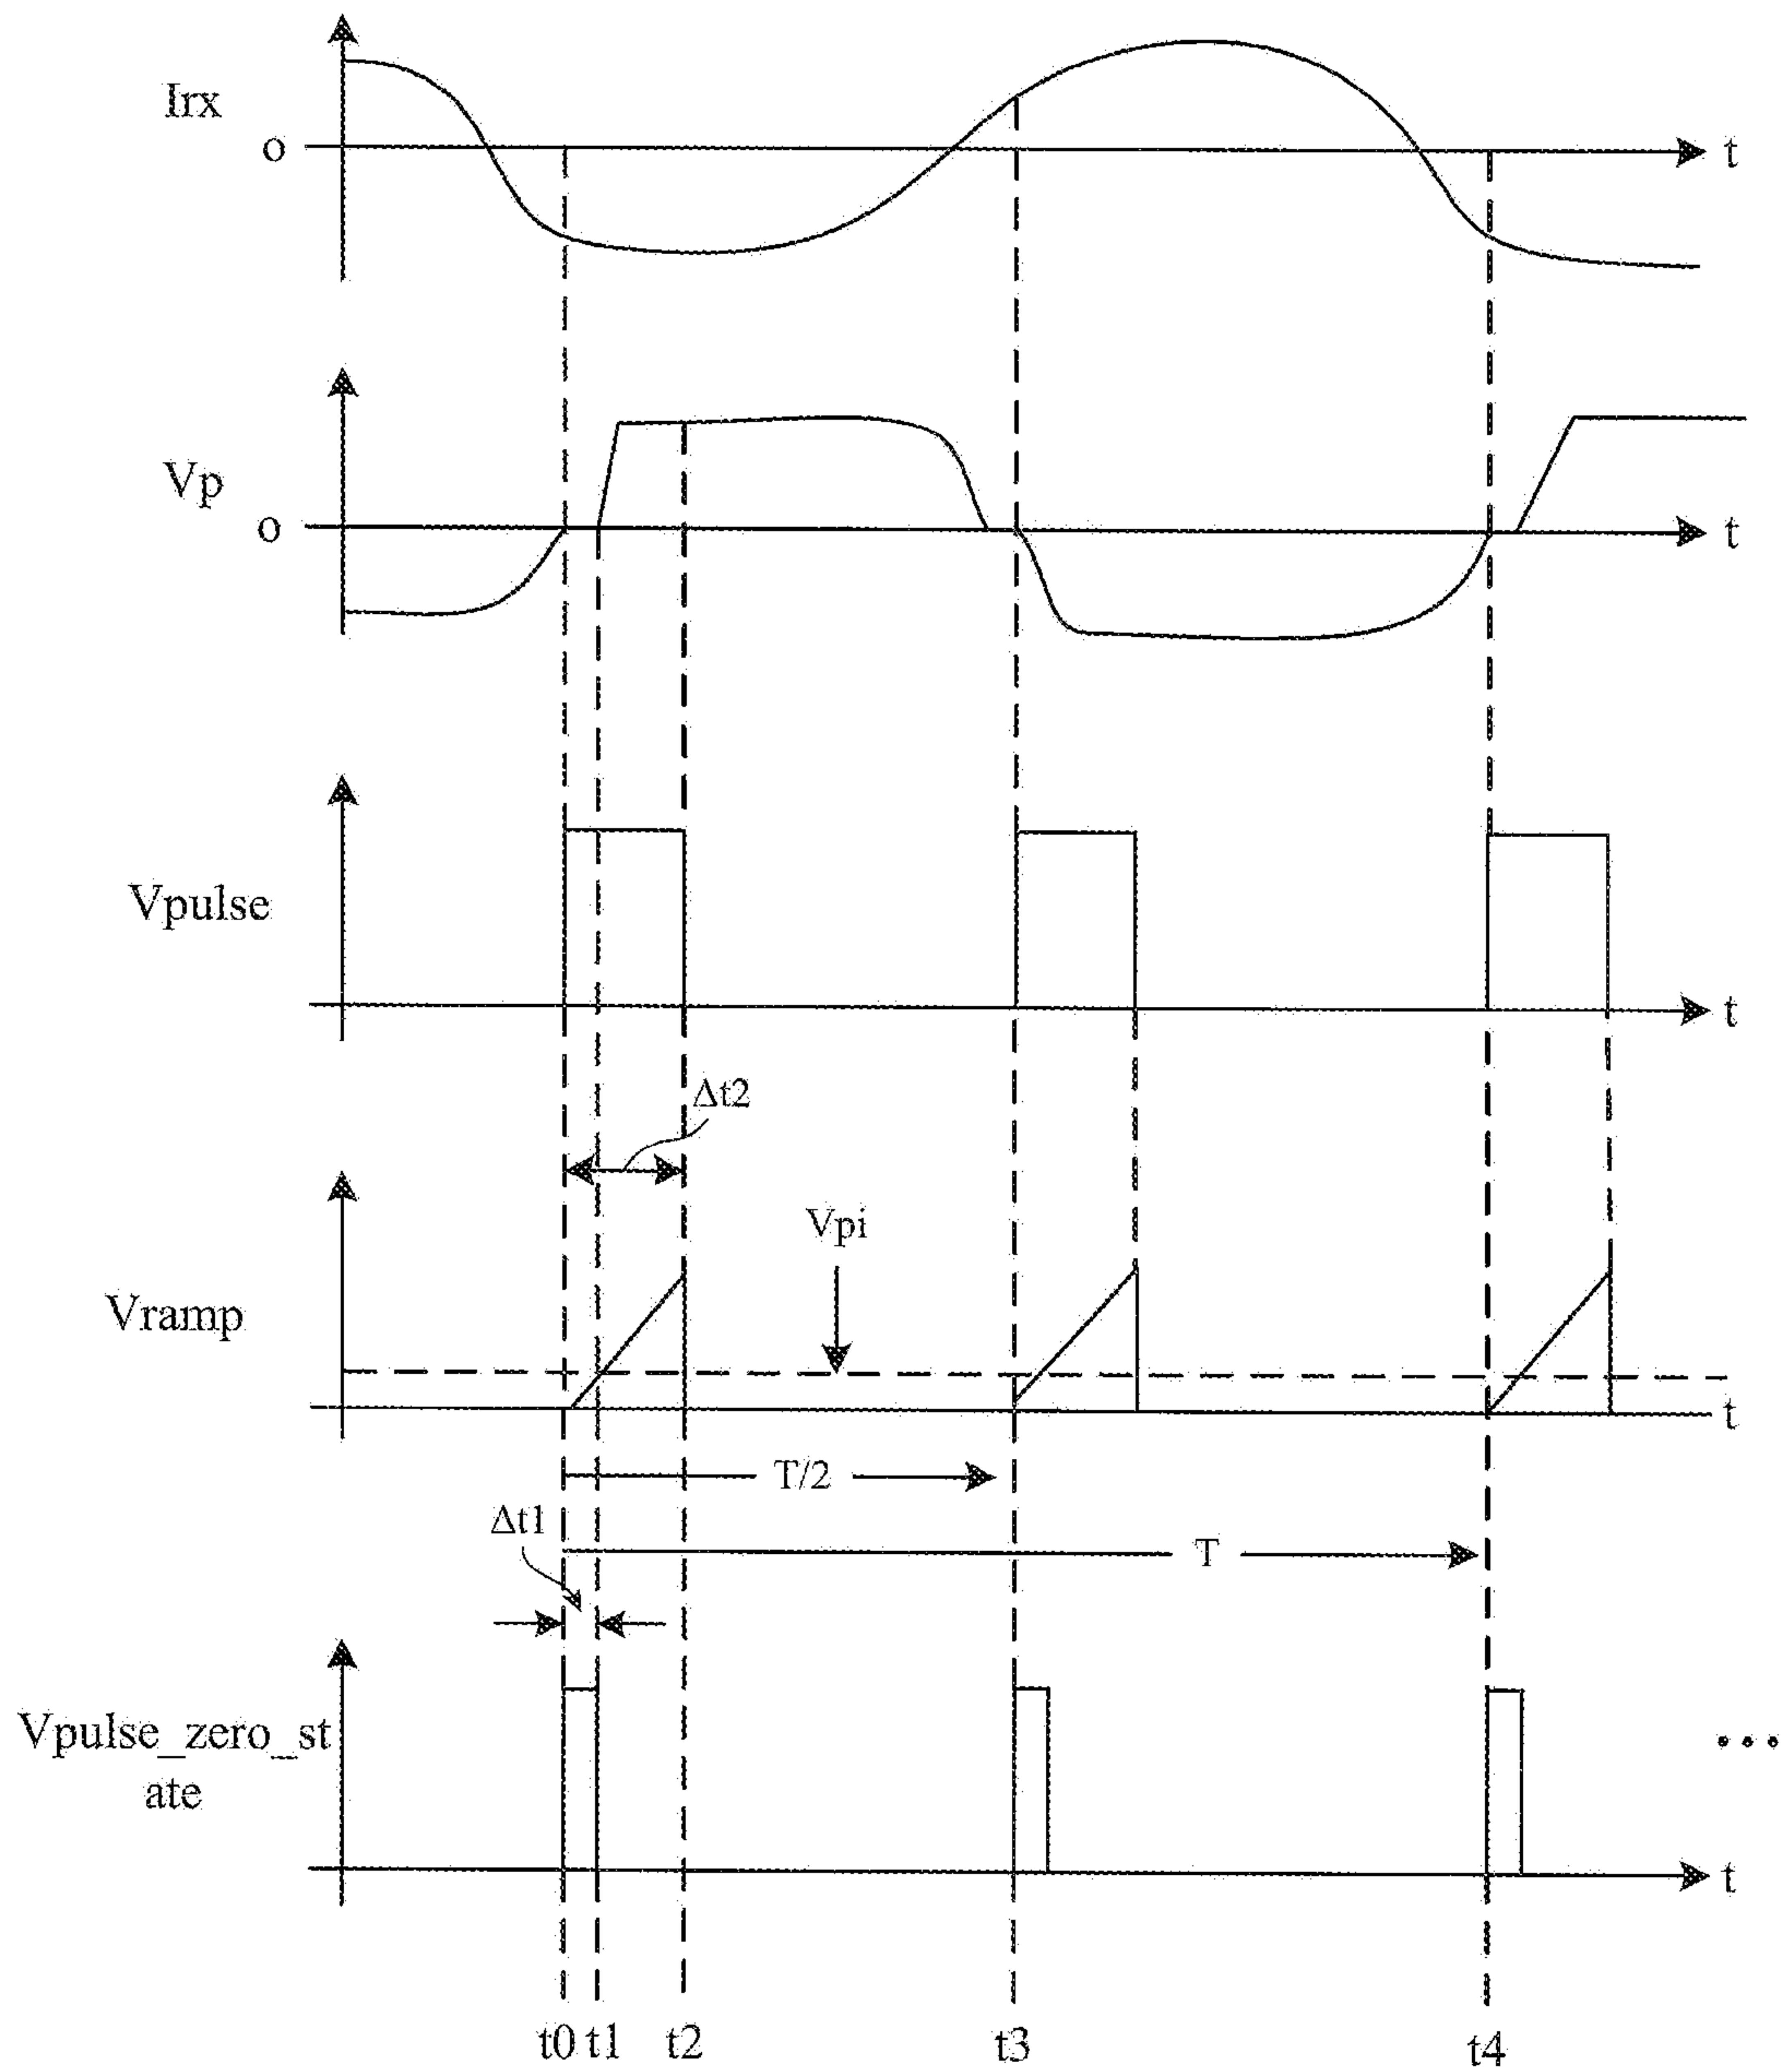 Irx
o
t
Vp
o
t
Vpulse
t
Δt2
Vpi
Vramp
t
T/2
Δt1
T
Vpulse_zero_st
ate
...
t
t0 t1 t2 t3 t4